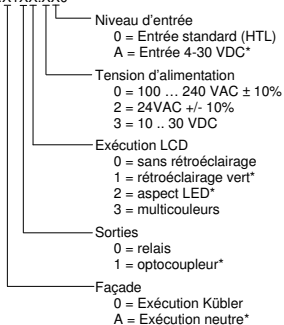 Niveau d'entrée
0 = Entrée standard (HTL)
A = Entrée 4-30 VDC*
Tension d'alimentation
0 = 100 … 240 VAC ± 10%
2 = 24VAC +/- 10%
3 = 10 .. 30 VDC
Exécution LCD
0 = sans rétroéclairage
1 = rétroéclairage vert*
2 = aspect LED*
3 = multicouleurs
Sorties
0 = relais
1 = optocoupleur*
Façade
0 = Exécution Kübler
A = Exécution neutre*